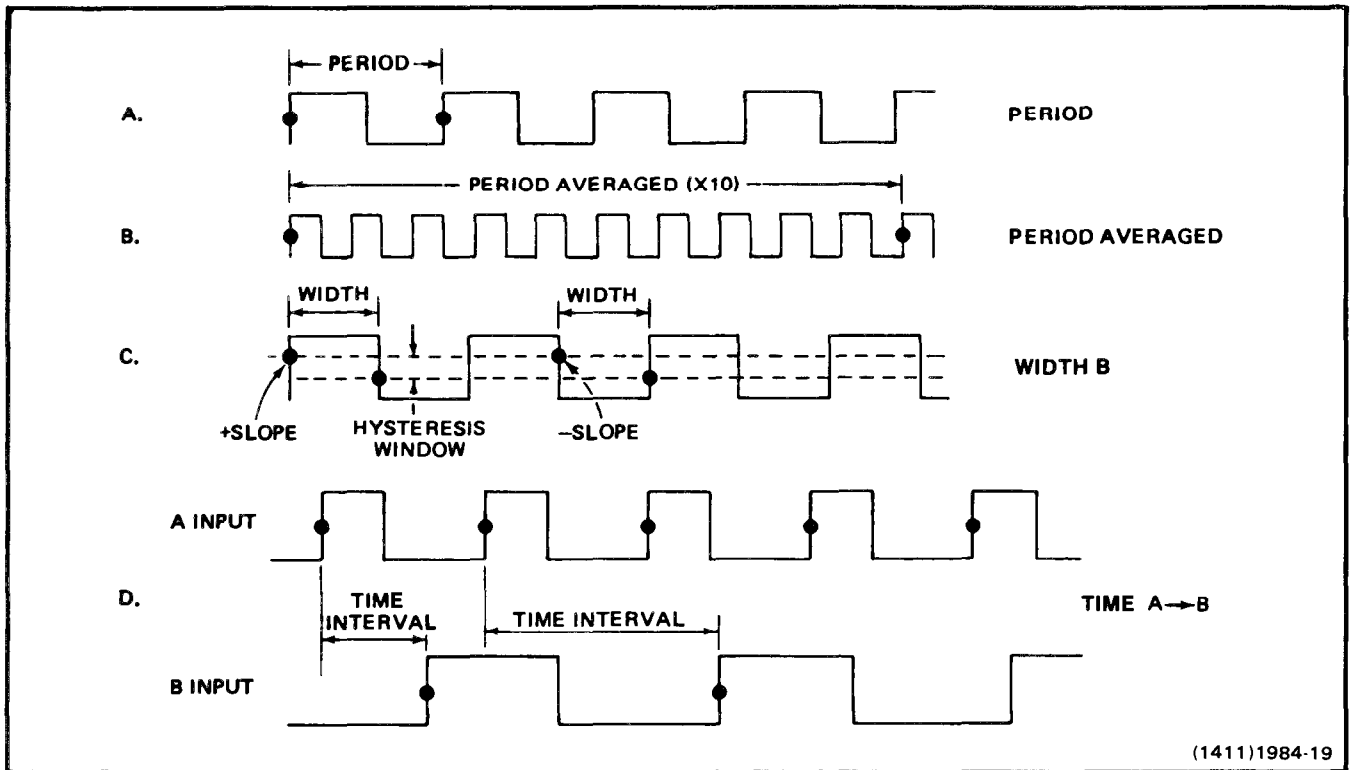 PERIOD
A.
PERIOD
PERIOD AVERAGED (X10)
B.
PERIOD AVERAGED
WIDTH
WIDTH
C.
WIDTH B
+SLOPE
HYSTERESIS
WINDOW
−SLOPE
A INPUT
D.
TIME
INTERVAL
TIME INTERVAL
TIME A→B
B INPUT
(1411)1984-19